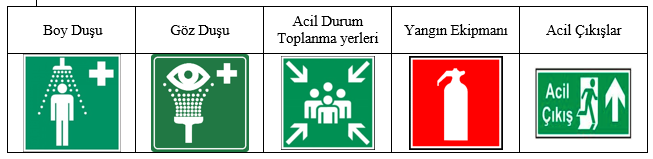 Boy Duşu
Göz Duşu
Acil Durum
Toplanma yerleri
Yangın Ekipmanı
Acil Çıkışlar
Acil
Çıkış